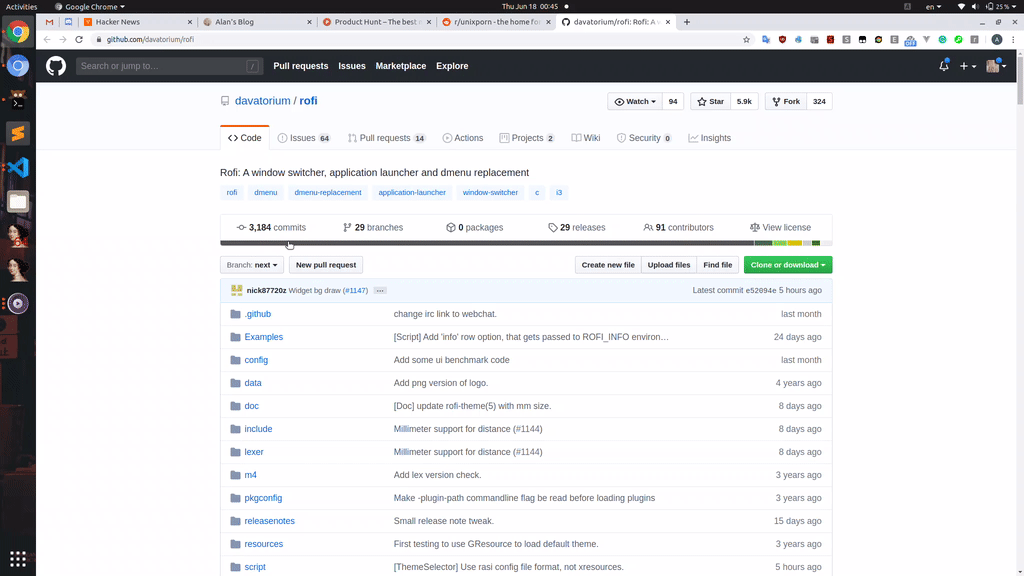 Activities Google Chrome Thu Jun 18 00:45 en 25 %
Hacker News Alan's Blog Product Hunt – The best r/unixporn - the home fo davatorium/rofi: Rofi: A
github.com/davatorium/rofi
Search or jump to… / Pull requests Issues Marketplace Explore
davatorium / rofi Watch 94 Star 5.9k Fork 324
Code Issues 64 Pull requests 14 Actions Projects 2 Wiki Security 0 Insights
Rofi: A window switcher, application launcher and dmenu replacement
rofi dmenu dmenu-replacement application-launcher window-switcher c i3
3,184 commits 29 branches 0 packages 29 releases 91 contributors View license
Branch: next New pull request Create new file Upload files Find file Clone or download
nick87720z Widget bg draw (#1147) … Latest commit e52094e 5 hours ago
.github change irc link to webchat. last month
Examples [Script] Add 'info' row option, that gets passed to ROFI_INFO environ… 24 days ago
config Add some ui benchmark code last month
data Add png version of logo. 4 years ago
doc [Doc] update rofi-theme(5) with mm size. 8 days ago
include Millimeter support for distance (#1144) 8 days ago
lexer Millimeter support for distance (#1144) 8 days ago
m4 Add lex version check. 3 years ago
pkgconfig Make -plugin-path commandline flag be read before loading plugins 3 years ago
releasenotes Small release note tweak. 15 days ago
resources First testing to use GResource to load default theme. 3 years ago
script [ThemeSelector] Use rasi config file format, not xresources. 5 hours ago